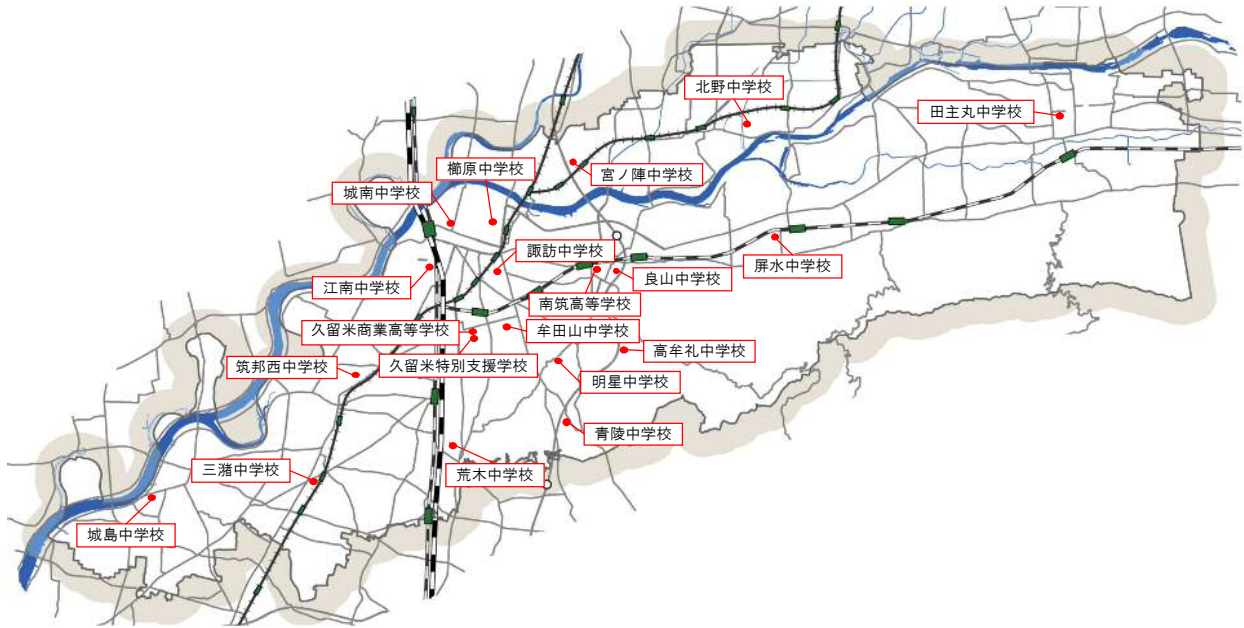 北野中学校
田主丸中学校
櫛原中学校
宮ノ陣中学校
城南中学校
諏訪中学校
屏水中学校
江南中学校
良山中学校
南筑高等学校
久留米商業高等学校
牟田山中学校
高牟礼中学校
久留米特別支援学校
筑邦西中学校
明星中学校
青陵中学校
三潴中学校
荒木中学校
城島中学校